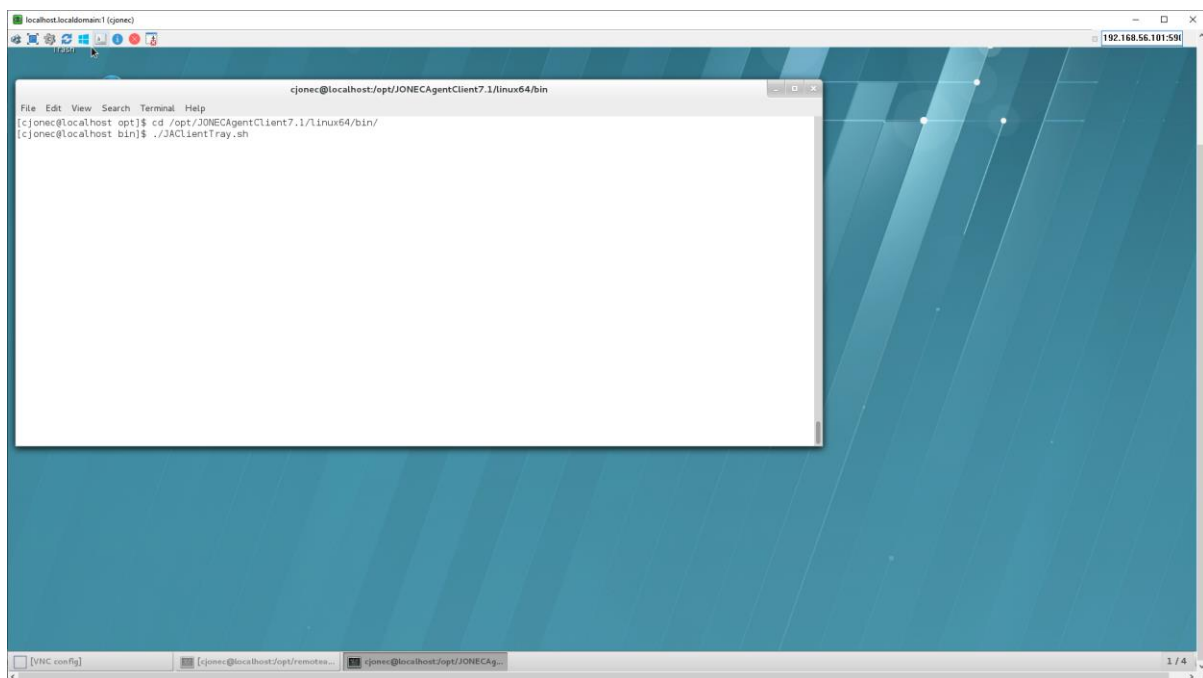 localhost.localdomain:1 (cjonec)
192.168.56.101:590
Trash
cjonec@localhost:/opt/JONECAgentClient7.1/linux64/bin
File Edit View Search Terminal Help
[cjonec@localhost opt]$ cd /opt/JONECAgentClient7.1/linux64/bin/
[cjonec@localhost bin]$ ./JAClientTray.sh
[VNC config]
[cjonec@localhost:/opt/remotea...
cjonec@localhost:/opt/JONECAg...
1 / 4